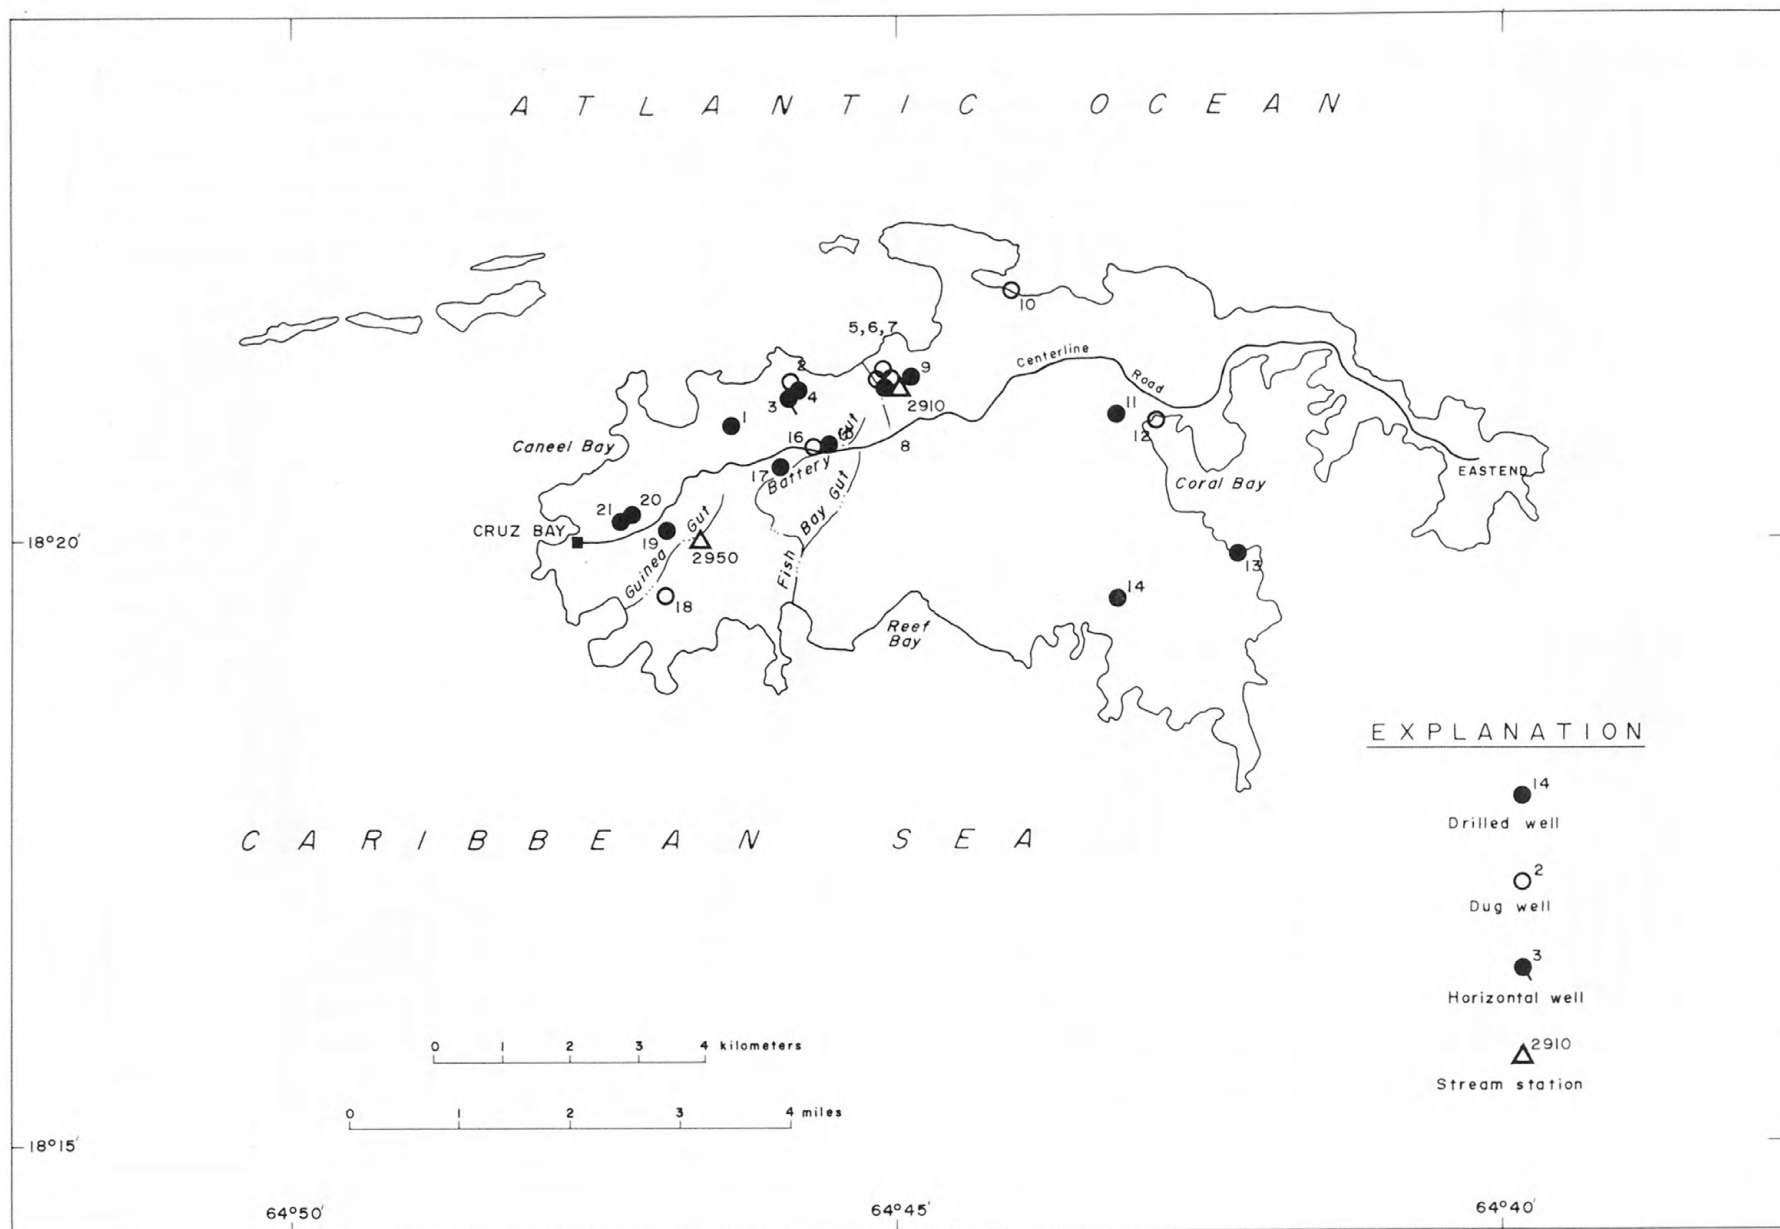 ATLANTIC OCEAN
10
5, 6, 7
Centerline
Road
2
9
3
4
2910
1
11
12
16
Gut
8
Caneel Bay
17
Battery
EASTEND
Coral Bay
Bay Gut
21
20
Gut
CRUZ BAY
18°20'
19
2950
13
Guinea
Fish
14
18
Reef
Bay
EXPLANATION
14
Drilled well
CARIBBEAN SEA
2
Dug well
3
Horizontal well
0 1 2 3 4 kilometers
2910
Stream station
0 1 2 3 4 miles
18°15'
64°50'
64°45'
64°40'